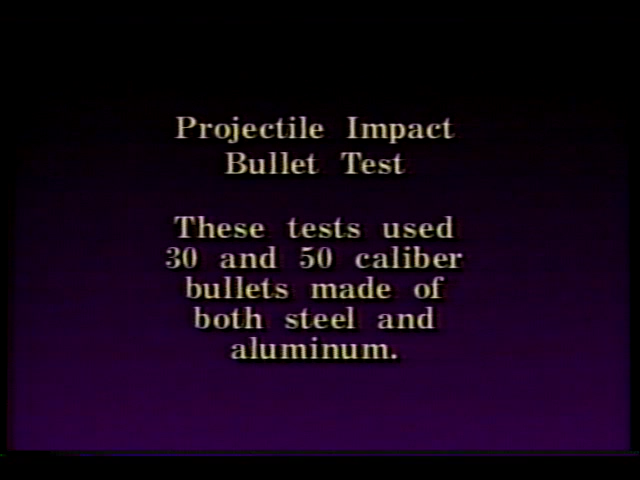 Projectile Impact
Bullet Test
These tests used
30 and 50 caliber
bullets made of
both steel and
aluminum.